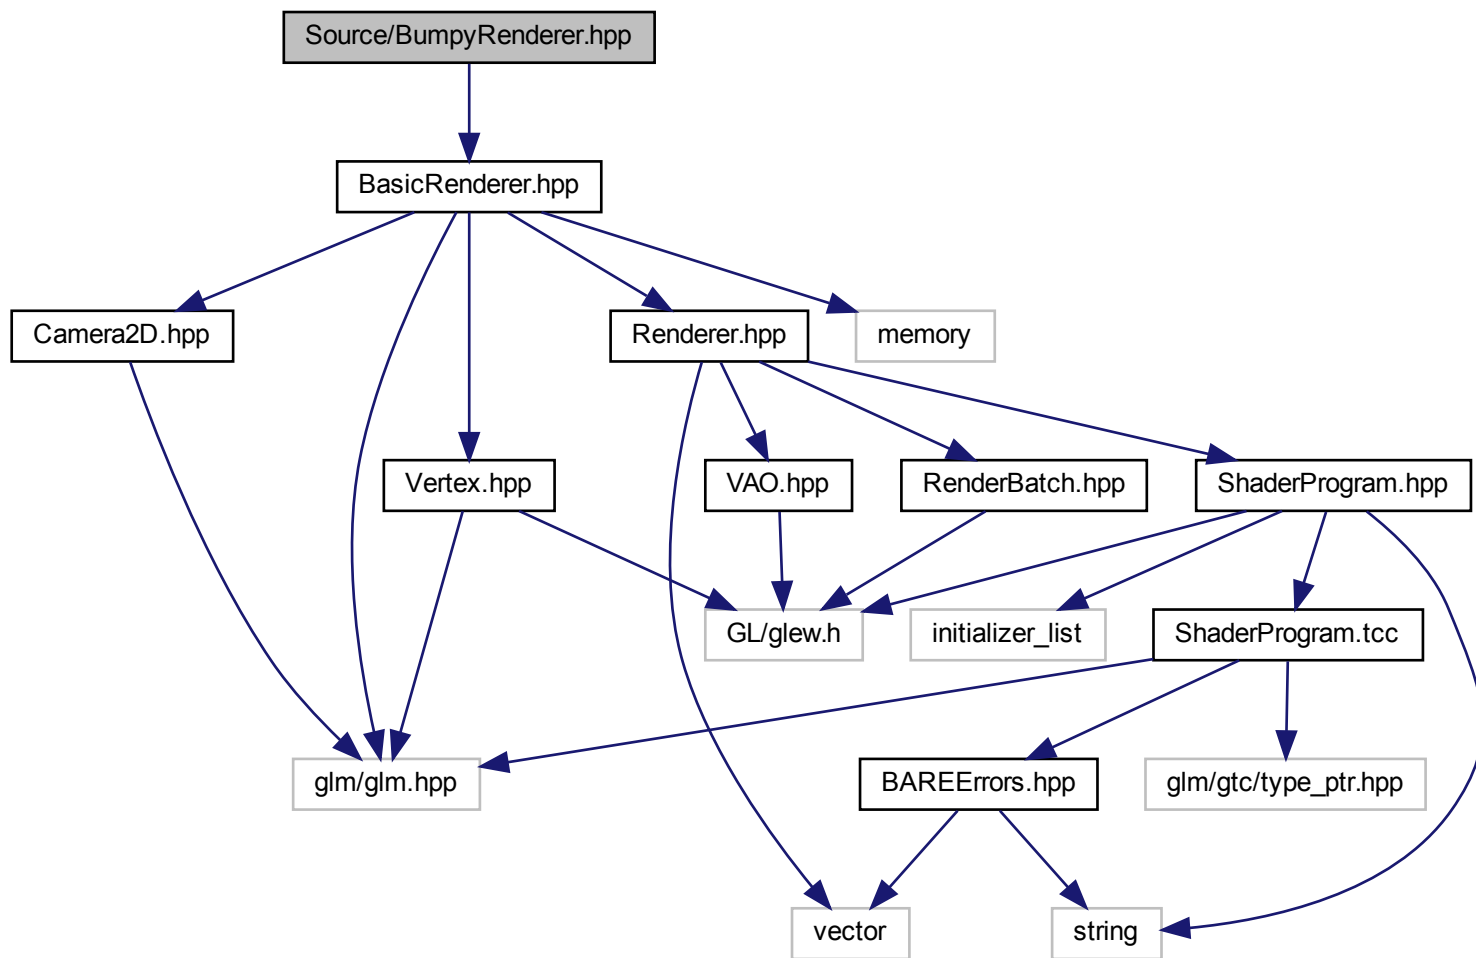 Source/BumpyRenderer.hpp
BasicRenderer.hpp
Camera2D.hpp
Renderer.hpp
memory
Vertex.hpp
VAO.hpp
RenderBatch.hpp
ShaderProgram.hpp
GL/glew.h
initializer_list
ShaderProgram.tcc
glm/glm.hpp
BAREErrors.hpp
glm/gtc/type_ptr.hpp
vector
string